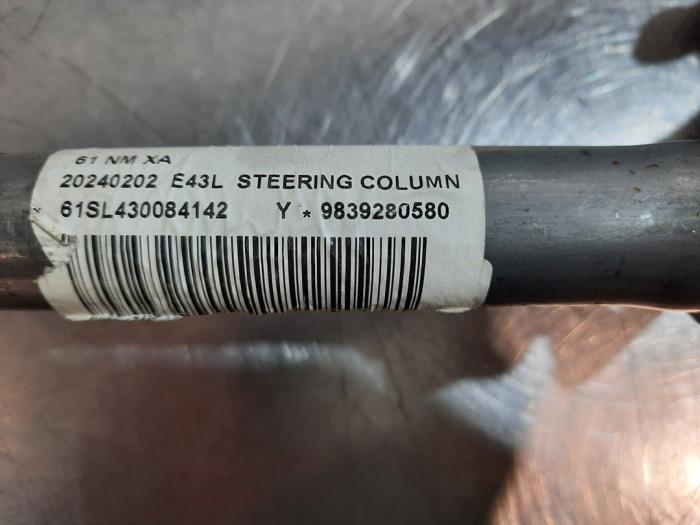 61 NM XA
20240202 E43L STEERING COLUMN
61SL430084142 Y * 9839280580